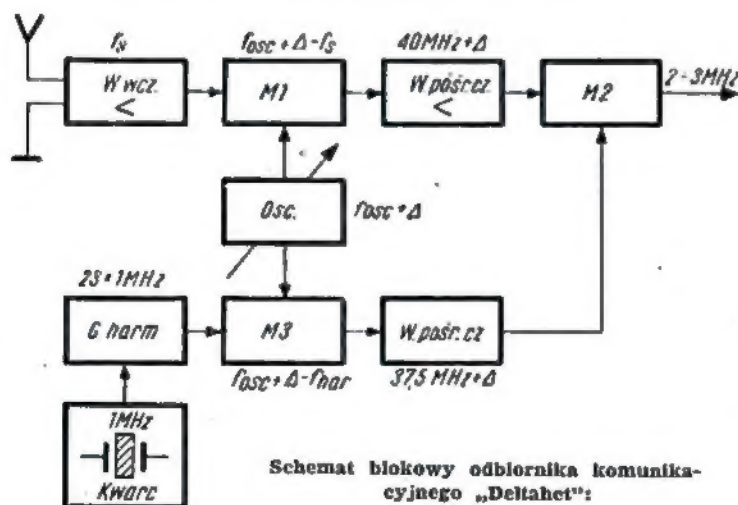 fs
fosc + Δ - fs
40MHz + Δ
W wcz.
<
M1
W pośr.cz
<
M2
2-3MHz
Osc.
fosc + Δ
23×1MHz
G harm
M3
W. pośr. cz
fosc + Δ - fhar
37,5 MHz + Δ
1MHz
Kwarc
Schemat blokowy odbiornika komunika-
cyjnego „Deltahet":